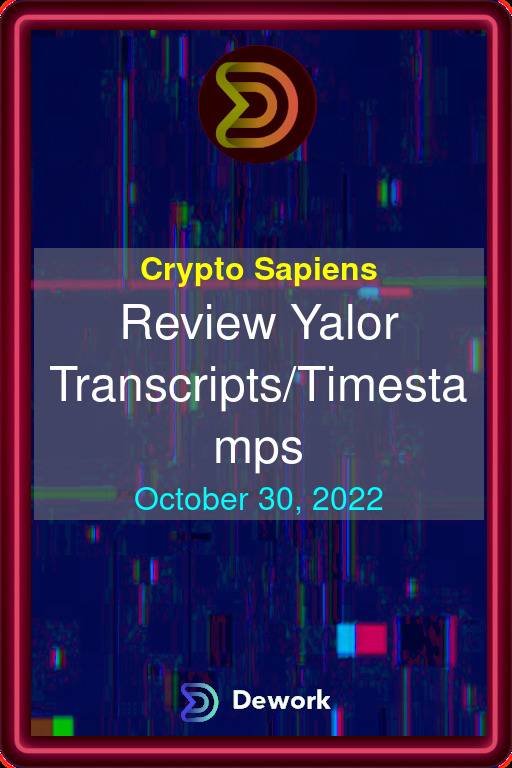 Crypto Sapiens
Review Yalor
Transcripts/Timesta
mps
October 30, 2022
Dework